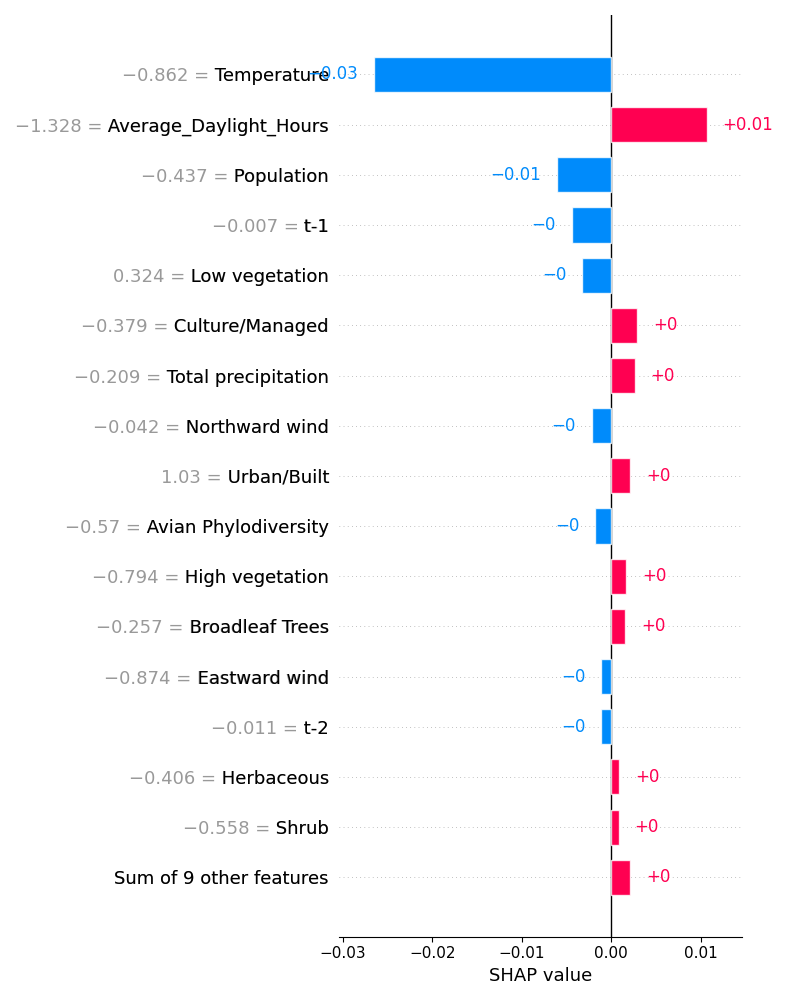 −0.862 = Temperature −0.03
−1.328 = Average_Daylight_Hours +0.01
−0.437 = Population −0.01
−0.007 = t-1 −0
0.324 = Low vegetation −0
−0.379 = Culture/Managed +0
−0.209 = Total precipitation +0
−0.042 = Northward wind −0
1.03 = Urban/Built +0
−0.57 = Avian Phylodiversity −0
−0.794 = High vegetation +0
−0.257 = Broadleaf Trees +0
−0.874 = Eastward wind −0
−0.011 = t-2 −0
−0.406 = Herbaceous +0
−0.558 = Shrub +0
Sum of 9 other features +0
−0.03 −0.02 −0.01 0.00 0.01
SHAP value